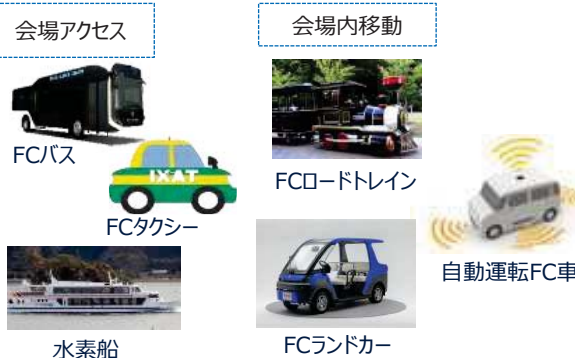 会場アクセス
会場内移動
FCバス
IXAT
FCタクシー
FCロードトレイン
自動運転FC車
水素船
FCランドカー